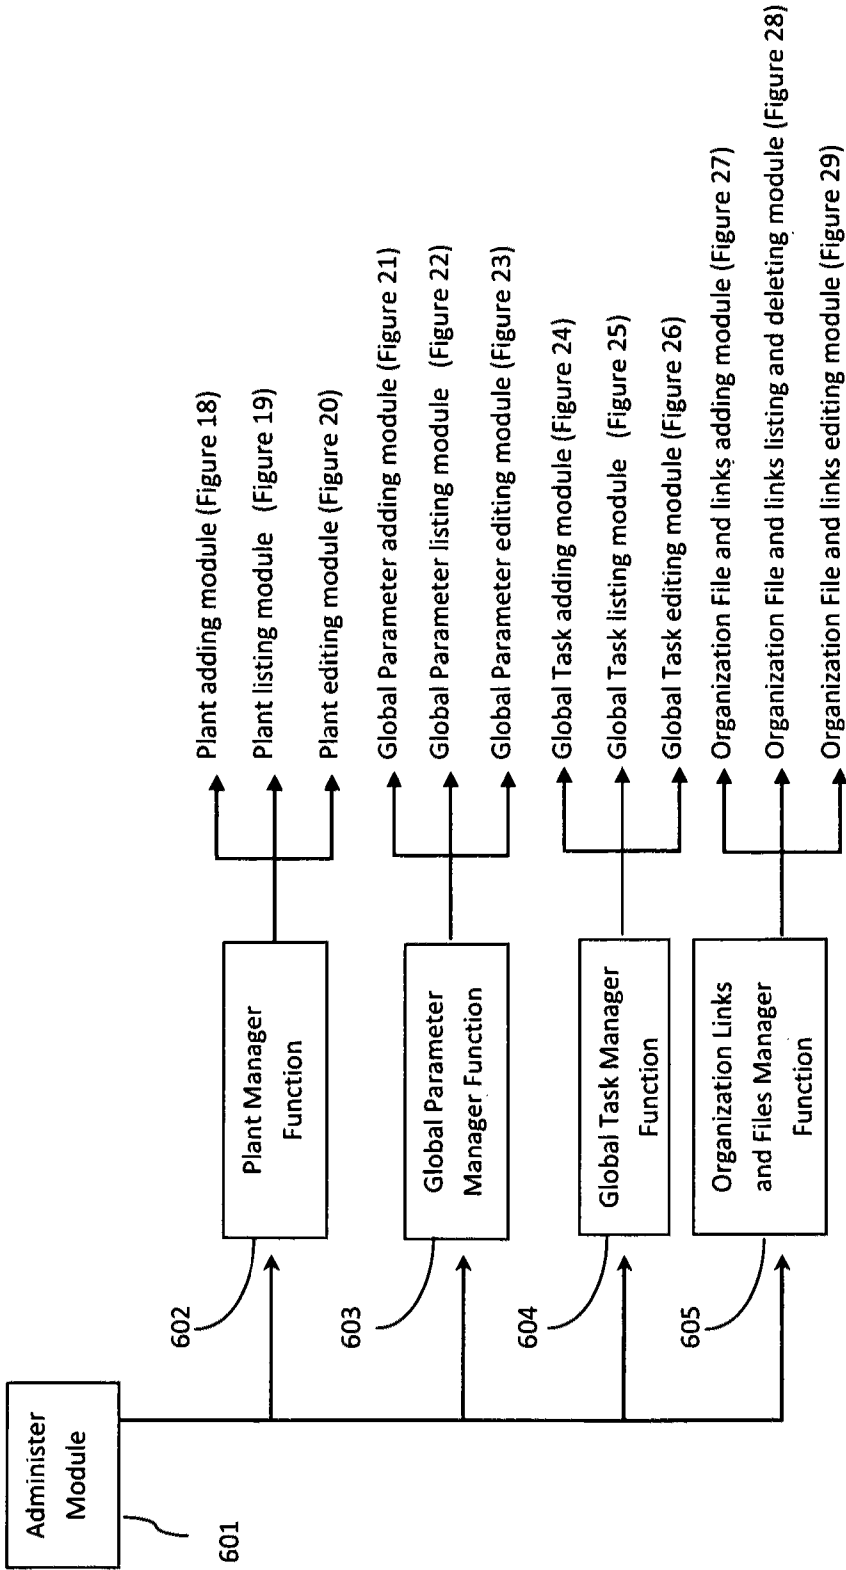 Administer
Module
601
602
Plant Manager
Function
Plant adding module (Figure 18)
Plant listing module (Figure 19)
Plant editing module (Figure 20)
603
Global Parameter
Manager Function
Global Parameter adding module (Figure 21)
Global Parameter listing module (Figure 22)
Global Parameter editing module (Figure 23)
604
Global Task Manager
Function
Global Task adding module (Figure 24)
Global Task listing module (Figure 25)
Global Task editing module (Figure 26)
605
Organization Links
and Files Manager
Function
Organization File and links adding module (Figure 27)
Organization File and links listing and deleting module (Figure 28)
Organization File and links editing module (Figure 29)